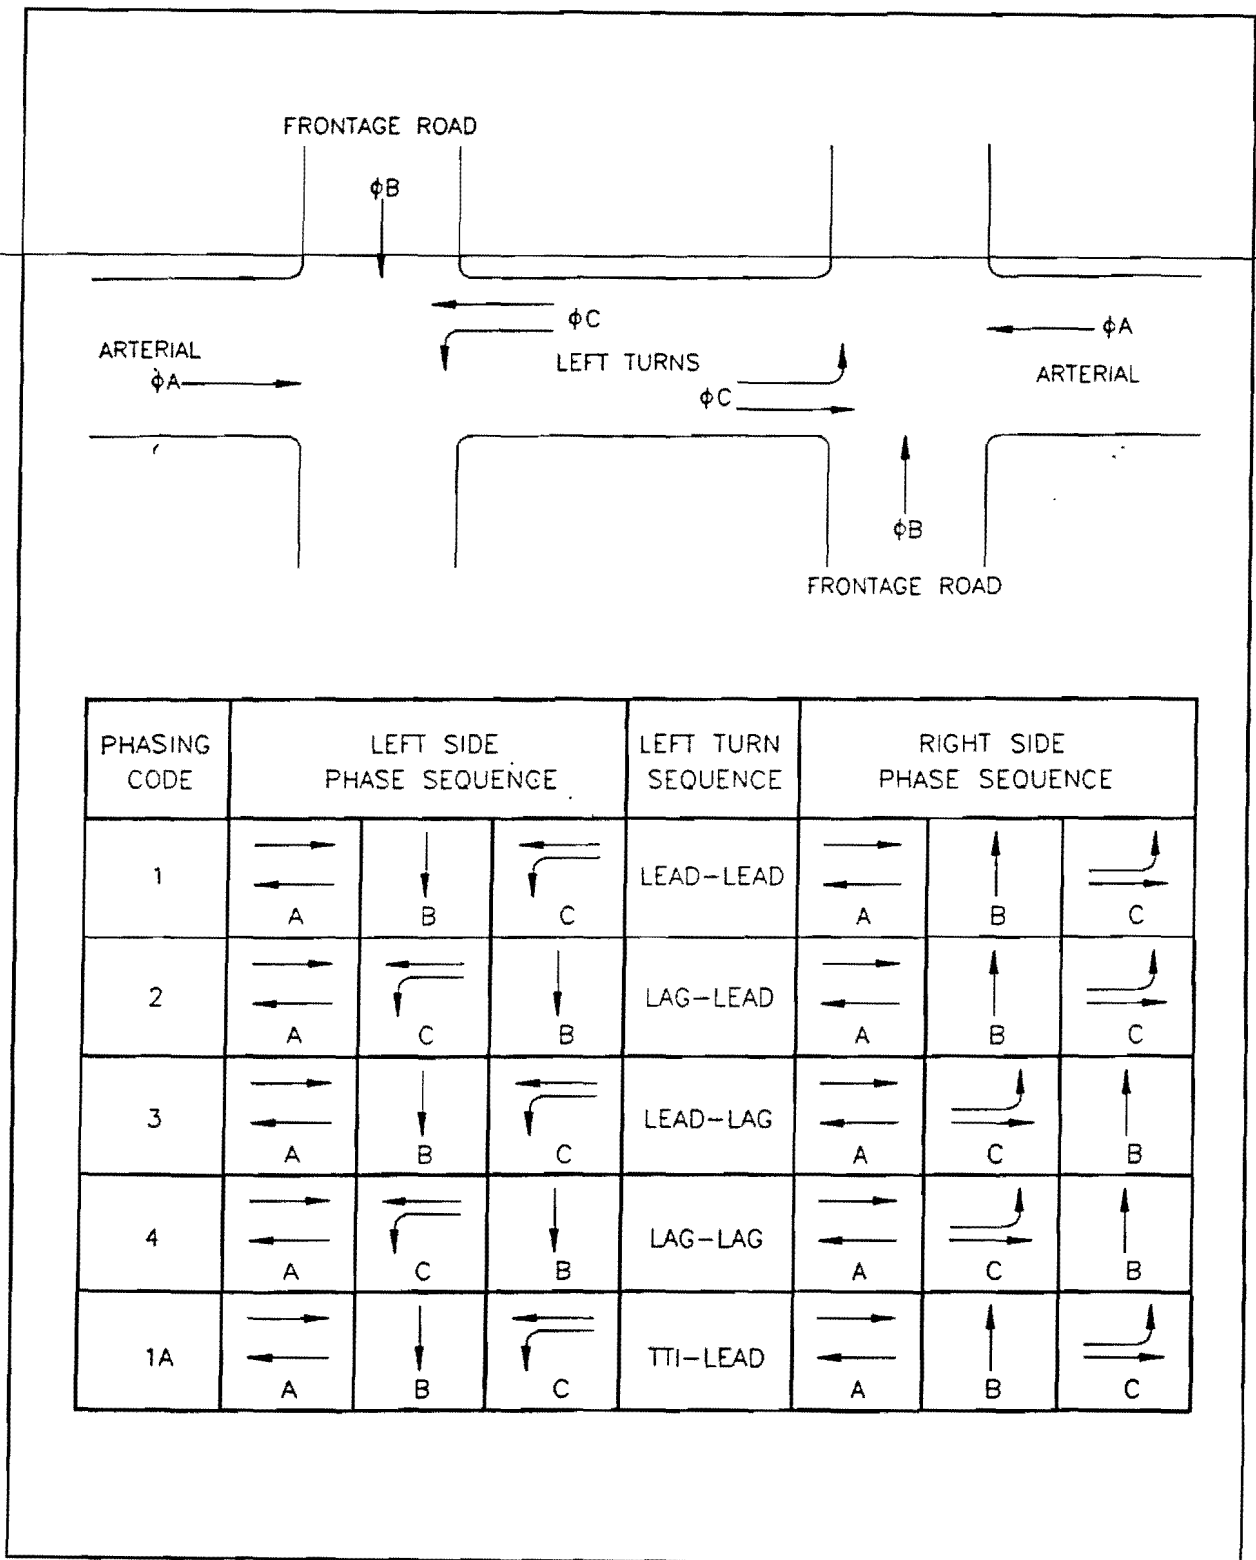 FRONTAGE ROAD
ϕB
ϕC
ϕA
ARTERIAL
LEFT TURNS
ϕA
ϕC
ARTERIAL
ϕB
FRONTAGE ROAD
PHASING CODE
LEFT SIDE PHASE SEQUENCE
LEFT TURN SEQUENCE
RIGHT SIDE PHASE SEQUENCE
1 A B C LEAD-LEAD A B C
2 A C B LAG-LEAD A B C
3 A B C LEAD-LAG A C B
4 A C B LAG-LAG A C B
1A A B C TTI-LEAD A B C